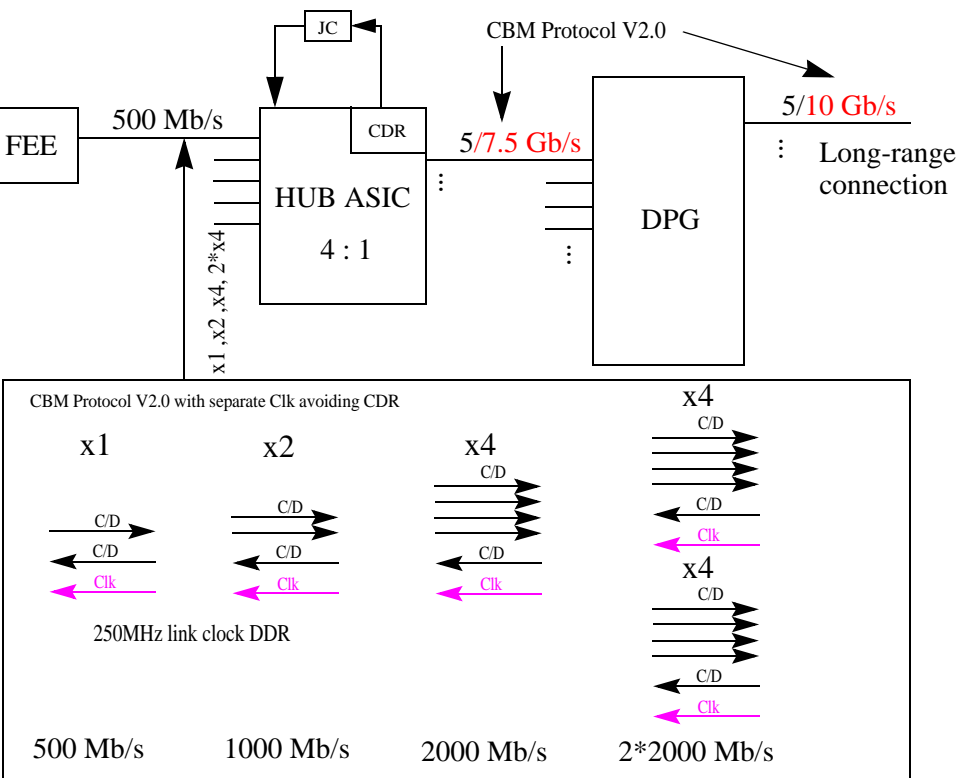 JC
CBM Protocol V2.0
500 Mb/s
5/10 Gb/s
FEE
CDR
5/7.5 Gb/s
⋮
Long-range
connection
⋮
HUB ASIC
DPG
4 : 1
⋮
x1 ,x2 ,x4, 2*x4
CBM Protocol V2.0 with separate Clk avoiding CDR
x1
x2
x4
x4
C/D
C/D
C/D
C/D
C/D
C/D
C/D
C/D
Clk
Clk
Clk
Clk
x4
C/D
C/D
Clk
250MHz link clock DDR
500 Mb/s
1000 Mb/s
2000 Mb/s
2*2000 Mb/s